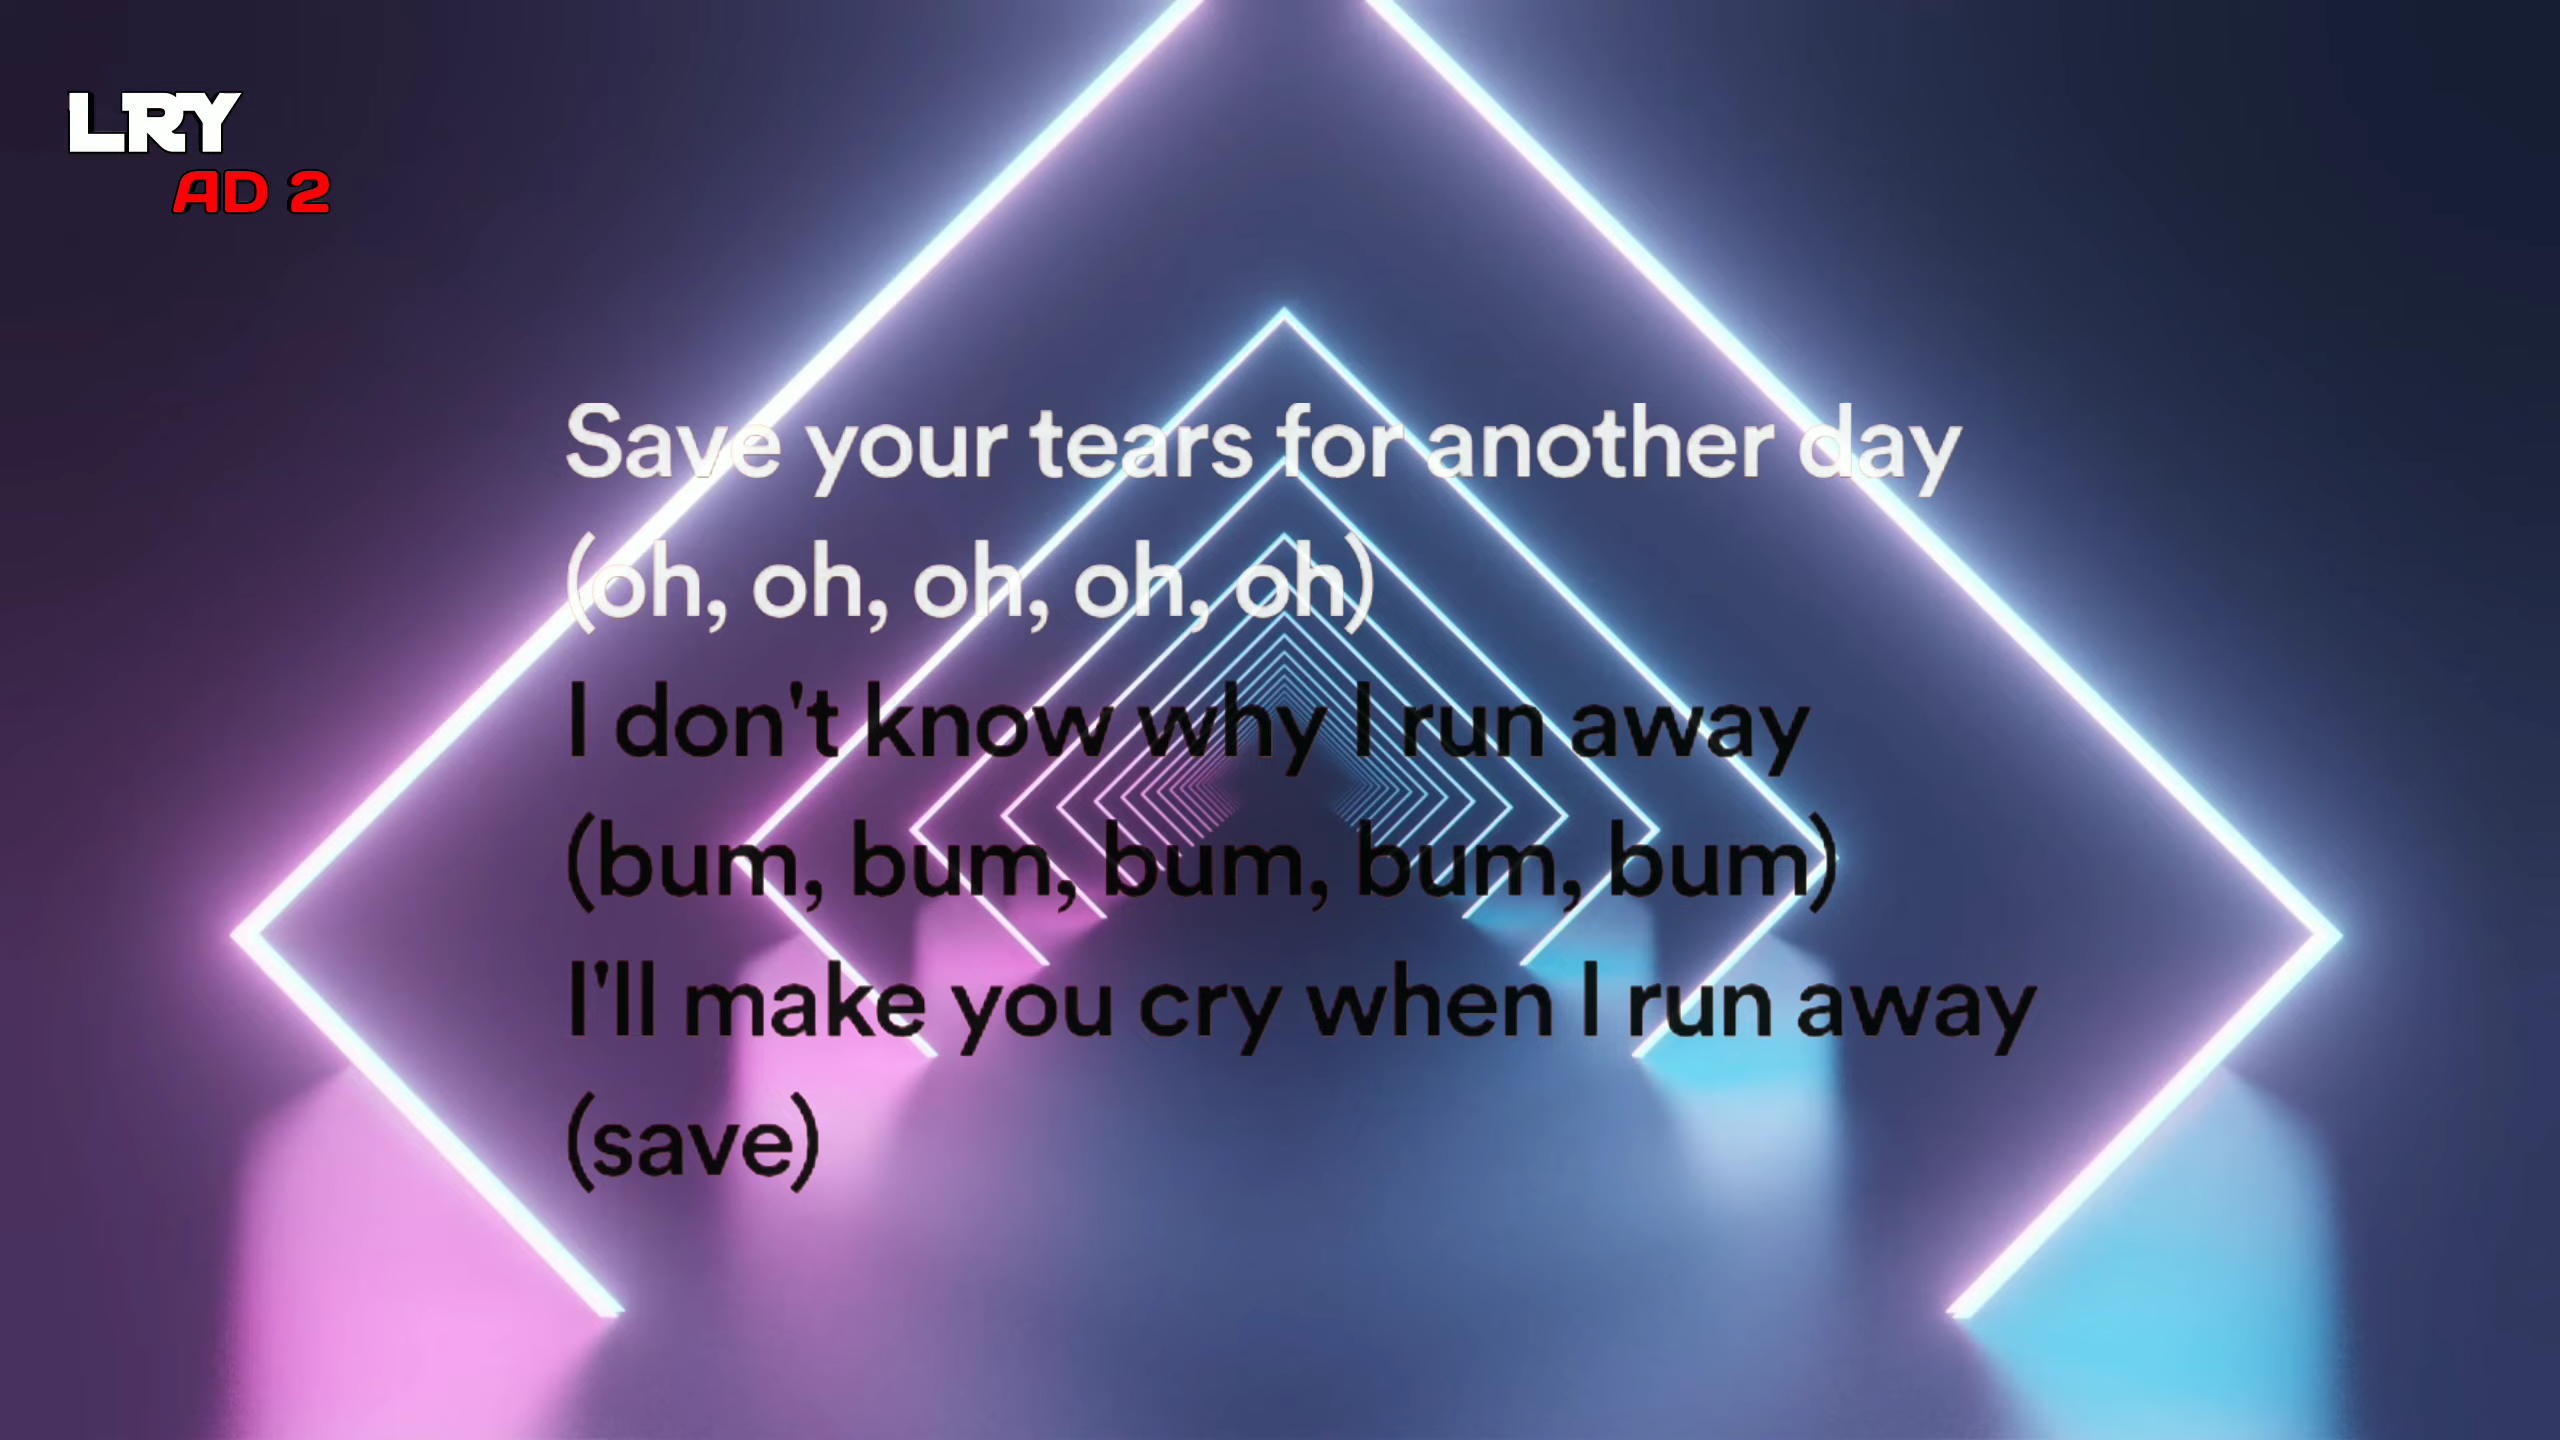 LRY
AD 2
Save your tears for another day
(oh, oh, oh, oh, oh)
I don't know why I run away
(bum, bum, bum, bum, bum)
I'll make you cry when I run away
(save)